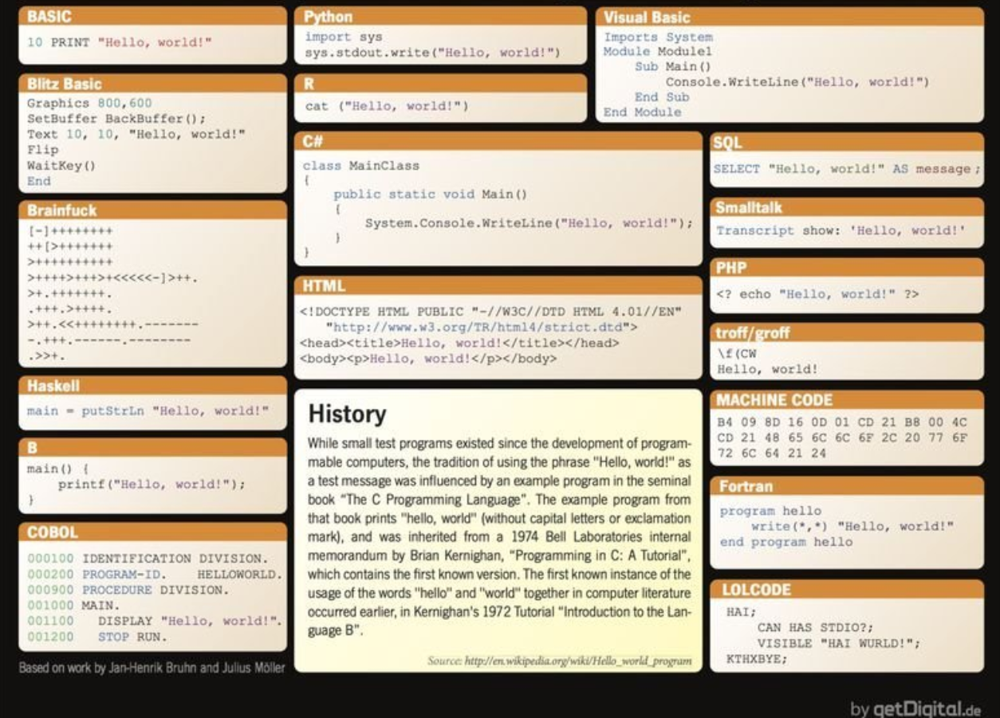 BASIC
10 PRINT "Hello, world!"
Blitz Basic
Graphics 800,600
SetBuffer BackBuffer();
Text 10, 10, "Hello, world!"
Flip
WaitKey()
End
Brainfuck
[-]++++++++
++[>+++++++
>++++++++++
>++++>+++>+<<<<<-]>++.
>+.+++++++.
.+++.>++++.
>++.<<++++++++.-------
-.+++.------.--------
.>>+.
Haskell
main = putStrLn "Hello, world!"
B
main() {
    printf("Hello, world!");
}
COBOL
000100 IDENTIFICATION DIVISION.
000200 PROGRAM-ID.    HELLOWORLD.
000900 PROCEDURE DIVISION.
001000 MAIN.
001100   DISPLAY "Hello, world!".
001200   STOP RUN.
Based on work by Jan-Henrik Bruhn and Julius Möller
Python
import sys
sys.stdout.write("Hello, world!")
R
cat ("Hello, world!")
Visual Basic
Imports System
Module Module1
    Sub Main()
        Console.WriteLine("Hello, world!")
    End Sub
End Module
C#
class MainClass
{
    public static void Main()
    {
        System.Console.WriteLine("Hello, world!");
    }
}
HTML
<!DOCTYPE HTML PUBLIC "-//W3C//DTD HTML 4.01//EN"
   "http://www.w3.org/TR/html4/strict.dtd">
<head><title>Hello, world!</title></head>
<body><p>Hello, world!</p></body>
History
While small test programs existed since the development of program-
mable computers, the tradition of using the phrase "Hello, world!" as
a test message was influenced by an example program in the seminal
book “The C Programming Language”. The example program from
that book prints "hello, world" (without capital letters or exclamation
mark), and was inherited from a 1974 Bell Laboratories internal
memorandum by Brian Kernighan, “Programming in C: A Tutorial”,
which contains the first known version. The first known instance of the
usage of the words "hello" and "world" together in computer literature
occurred earlier, in Kernighan's 1972 Tutorial “Introduction to the Lan-
guage B”.
Source: http://en.wikipedia.org/wiki/Hello_world_program
SQL
SELECT "Hello, world!" AS message;
Smalltalk
Transcript show: 'Hello, world!'
PHP
<? echo "Hello, world!" ?>
troff/groff
\f(CW
Hello, world!
MACHINE CODE
B4 09 8D 16 0D 01 CD 21 B8 00 4C
CD 21 48 65 6C 6C 6F 2C 20 77 6F
72 6C 64 21 24
Fortran
program hello
    write(*,*) "Hello, world!"
end program hello
LOLCODE
HAI;
    CAN HAS STDIO?;
    VISIBLE "HAI WURLD!";
KTHXBYE;
by getDigital.de